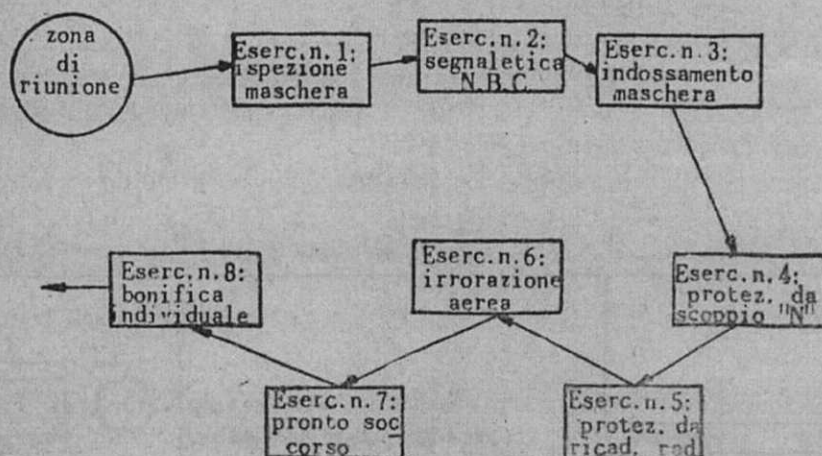 zona
di
riunione
Eserc.n.1:
ispezione
maschera
Eserc.n.2:
segnaletica
N.B.C
Eserc.n.3:
indossamento
maschera
Eserc.n.4:
protez. da
scoppio "N"
Eserc.n.5:
protez. da
ricad. rad
Eserc.n.6:
irrorazione
aerea
Eserc.n.7:
pronto soc
corso
Eserc.n.8:
bonifica
individuale